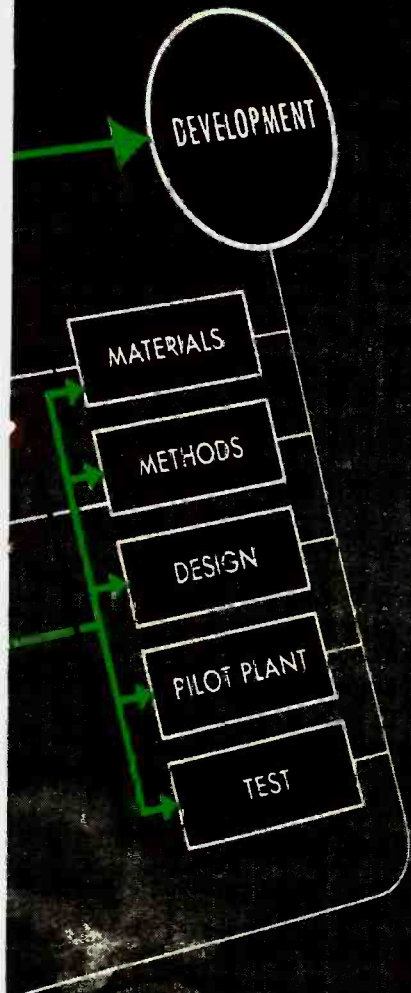 DEVELOPMENT
MATERIALS
METHODS
DESIGN
PILOT PLANT
TEST